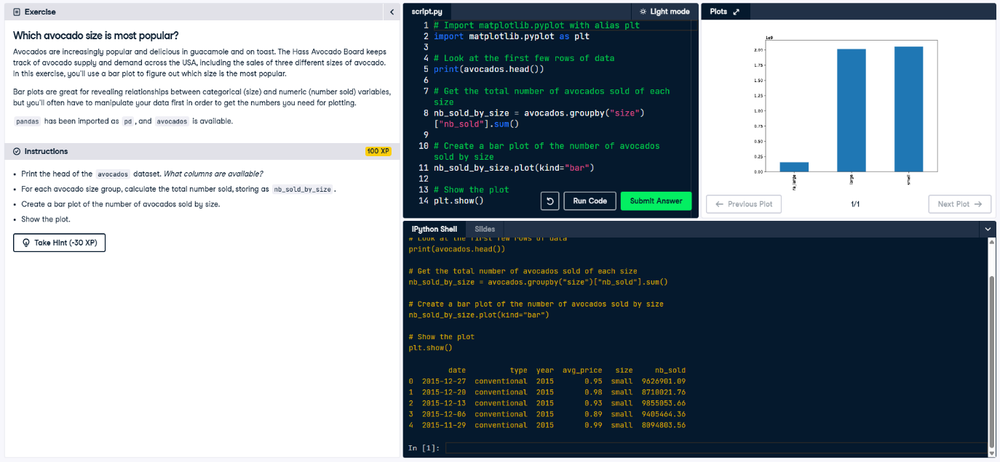 Exercise
Which avocado size is most popular?
Avocados are increasingly popular and delicious in guacamole and on toast. The Hass Avocado Board keeps
track of avocado supply and demand across the USA, including the sales of three different sizes of avocado.
In this exercise, you'll use a bar plot to figure out which size is the most popular.
Bar plots are great for revealing relationships between categorical (size) and numeric (number sold) variables,
but you'll often have to manipulate your data first in order to get the numbers you need for plotting.
pandas has been imported as pd , and avocados is available.
Instructions
100 XP
• Print the head of the avocados dataset. What columns are available?
• For each avocado size group, calculate the total number sold, storing as nb_sold_by_size .
• Create a bar plot of the number of avocados sold by size.
• Show the plot.
Take Hint (-30 XP)
script.py
Light mode
1 # Import matplotlib.pyplot with alias plt
2 import matplotlib.pyplot as plt
3
4 # Look at the first few rows of data
5 print(avocados.head())
6
7 # Get the total number of avocados sold of each
size
8 nb_sold_by_size = avocados.groupby("size")
["nb_sold"].sum()
9
10 # Create a bar plot of the number of avocados
sold by size
11 nb_sold_by_size.plot(kind="bar")
12
13 # Show the plot
14 plt.show()
Run Code
Submit Answer
Plots
1e9
2.00
1.75
1.50
1.25
1.00
0.75
0.50
0.25
0.00
large
small
Previous Plot
1/1
Next Plot
IPython Shell
Slides
# Look at the first few rows of data
print(avocados.head())
# Get the total number of avocados sold of each size
nb_sold_by_size = avocados.groupby("size")["nb_sold"].sum()
# Create a bar plot of the number of avocados sold by size
nb_sold_by_size.plot(kind="bar")
# Show the plot
plt.show()
date type year avg_price size nb_sold
0 2015-12-27 conventional 2015 0.95 small 9626901.09
1 2015-12-20 conventional 2015 0.98 small 8710021.76
2 2015-12-13 conventional 2015 0.93 small 9855053.66
3 2015-12-06 conventional 2015 0.89 small 9405464.36
4 2015-11-29 conventional 2015 0.99 small 8094803.56
In [1]: